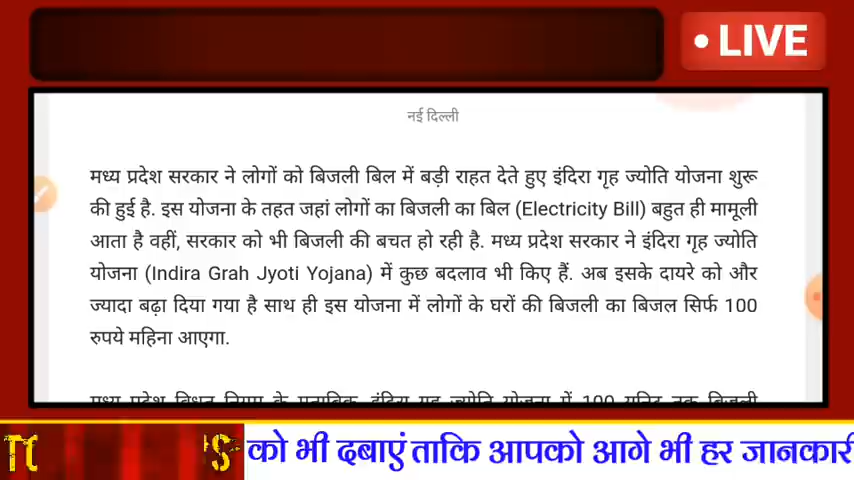 • LIVE
नई दिल्ली
मध्य प्रदेश सरकार ने लोगों को बिजली बिल में बड़ी राहत देते हुए इंदिरा गृह ज्योति योजना शुरू
की हुई है. इस योजना के तहत जहां लोगों का बिजली का बिल (Electricity Bill) बहुत ही मामूली
आता है वहीं, सरकार को भी बिजली की बचत हो रही है. मध्य प्रदेश सरकार ने इंदिरा गृह ज्योति
योजना (Indira Grah Jyoti Yojana) में कुछ बदलाव भी किए हैं. अब इसके दायरे को और
ज्यादा बढ़ा दिया गया है साथ ही इस योजना में लोगों के घरों की बिजली का बिजल सिर्फ 100
रुपये महिना आएगा.
को भी दबाएं ताकि आपको आगे भी हर जानकारी